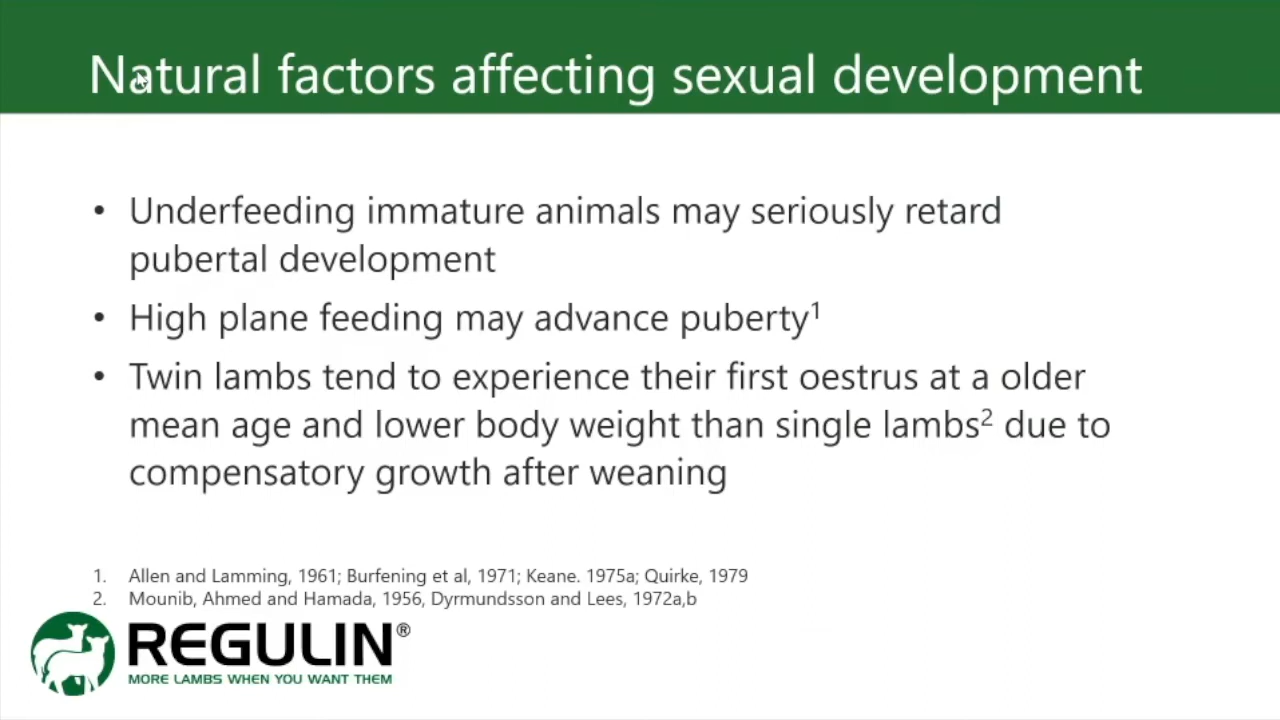 Natural factors affecting sexual development
• Underfeeding immature animals may seriously retard
pubertal development
• High plane feeding may advance puberty¹
• Twin lambs tend to experience their first oestrus at a older
mean age and lower body weight than single lambs² due to
compensatory growth after weaning
1. Allen and Lamming, 1961; Burfening et al, 1971; Keane. 1975a; Quirke, 1979
2. Mounib, Ahmed and Hamada, 1956, Dyrmundsson and Lees, 1972a,b
REGULIN®
MORE LAMBS WHEN YOU WANT THEM